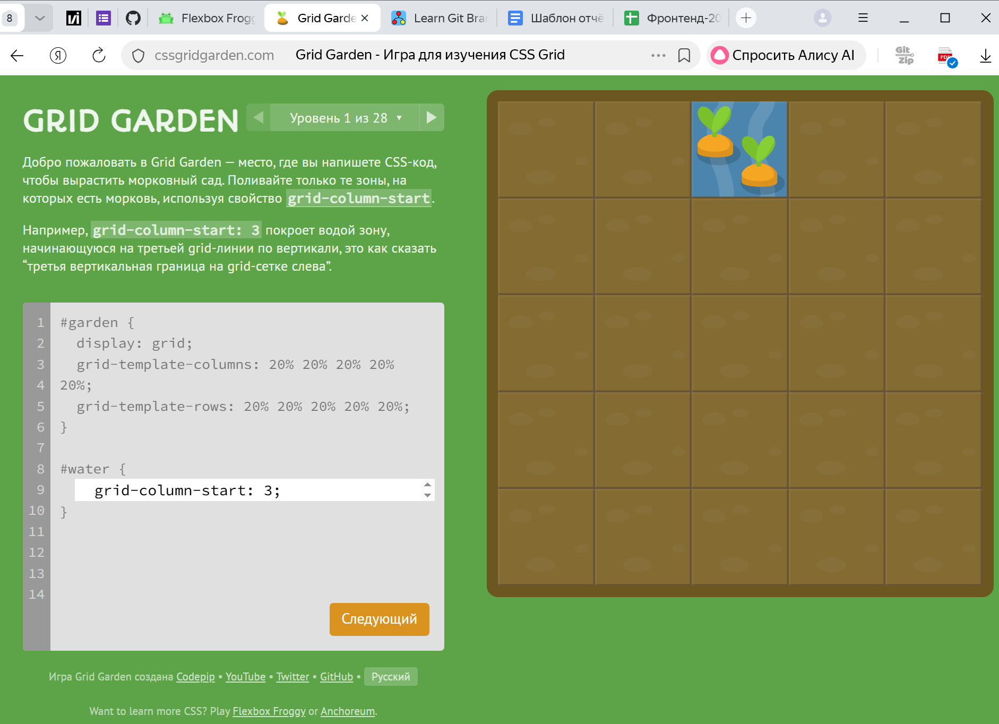 8
Flexbox Frogg
Grid Garde
Learn Git Bra
Шаблон отчё
Фронтенд-20
Я
cssgridgarden.com
Grid Garden - Игра для изучения CSS Grid
Спросить Алису AI
Git Zip
PDF
GRID GARDEN
Уровень 1 из 28 ▼
Добро пожаловать в Grid Garden — место, где вы напишете CSS-код,
чтобы вырастить морковный сад. Поливайте только те зоны, на
которых есть морковь, используя свойство grid-column-start.
Например, grid-column-start: 3 покроет водой зону,
начинающуюся на третьей grid-линии по вертикали, это как сказать
“третья вертикальная граница на grid-сетке слева”.
1 #garden {
2 display: grid;
3 grid-template-columns: 20% 20% 20% 20%
4 20%;
5 grid-template-rows: 20% 20% 20% 20% 20%;
6 }
7
8 #water {
9 grid-column-start: 3;
10 }
11
12
13
14
Следующий
Игра Grid Garden создана Codepip • YouTube • Twitter • GitHub • Русский
Want to learn more CSS? Play Flexbox Froggy or Anchoreum.